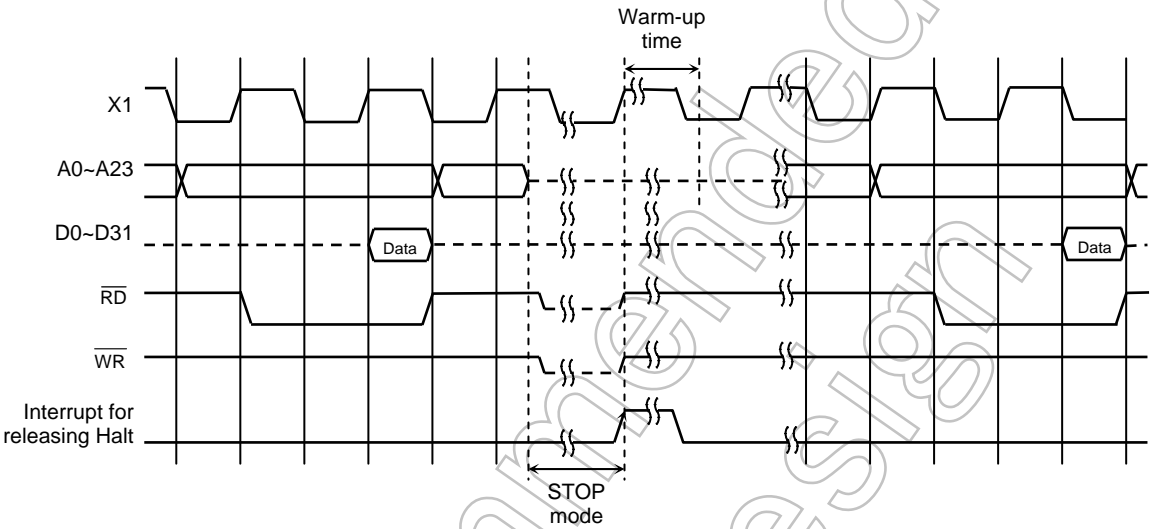 Warm-up
time
X1
A0~A23
D0~D31
Data
Data
RD
WR
Interrupt for
releasing Halt
STOP
mode